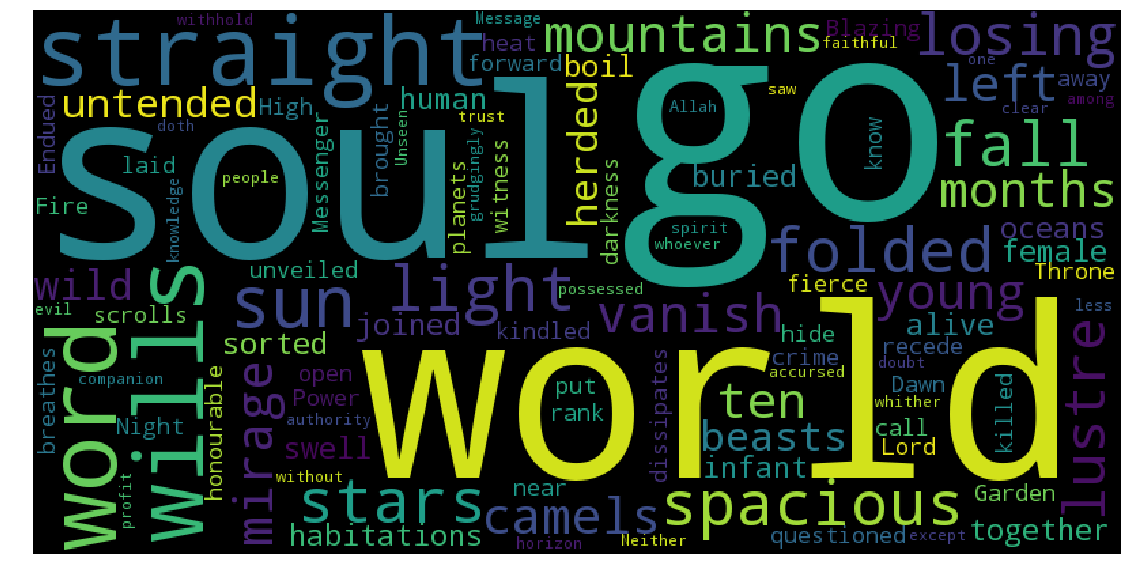 withhold
Message
straight
mountains
losing
heat
Blazing
faithful
forward
boil
one
left
away
untended
High
human
saw
Allah
clear
among
Endued
doth
soul
go
trust
Unseen
herded
know
fall
laid
Messenger
brought
people
knowledge
planets
grudgingly
witness
darkness
buried
months
Fire
spirit
whoever
folded
oceans
female
unveiled
wild
light
possessed
fierce
Throne
evil
scrolls
wills
sun
vanish
young
less
word
joined
kindled
hide
alive
sorted
world
crime
recede
lustre
breathes
companion
honourable
mirage
open
dissipates
accursed
doubt
Dawn
put
rank
Power
authority
ten
whither
killed
Night
swell
beasts
call
Lord
without
infant
profit
stars
near
camels
spacious
Garden
habitations
horizon
Neither
questioned
except
together